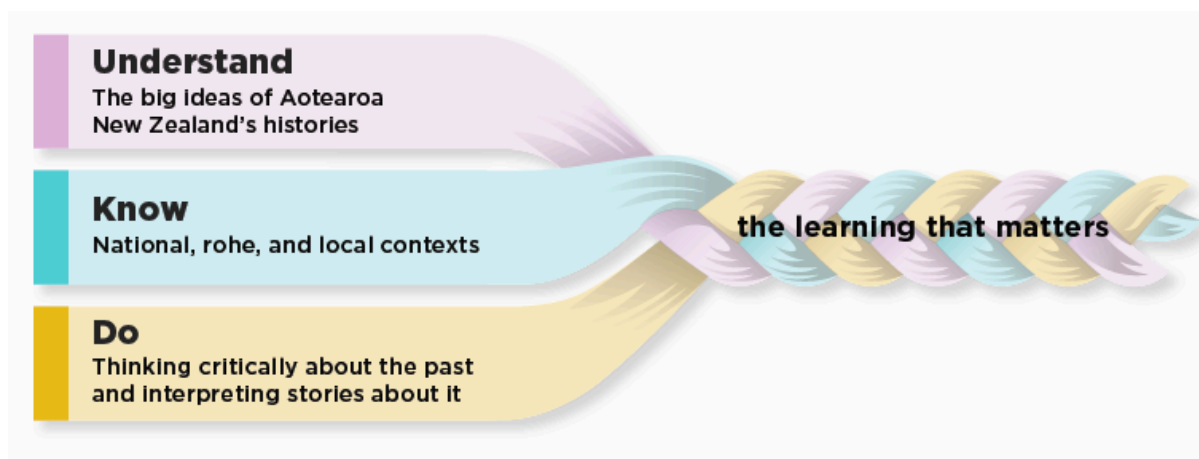 Understand
The big ideas of Aotearoa
New Zealand’s histories
Know
National, rohe, and local contexts
the learning that matters
Do
Thinking critically about the past
and interpreting stories about it